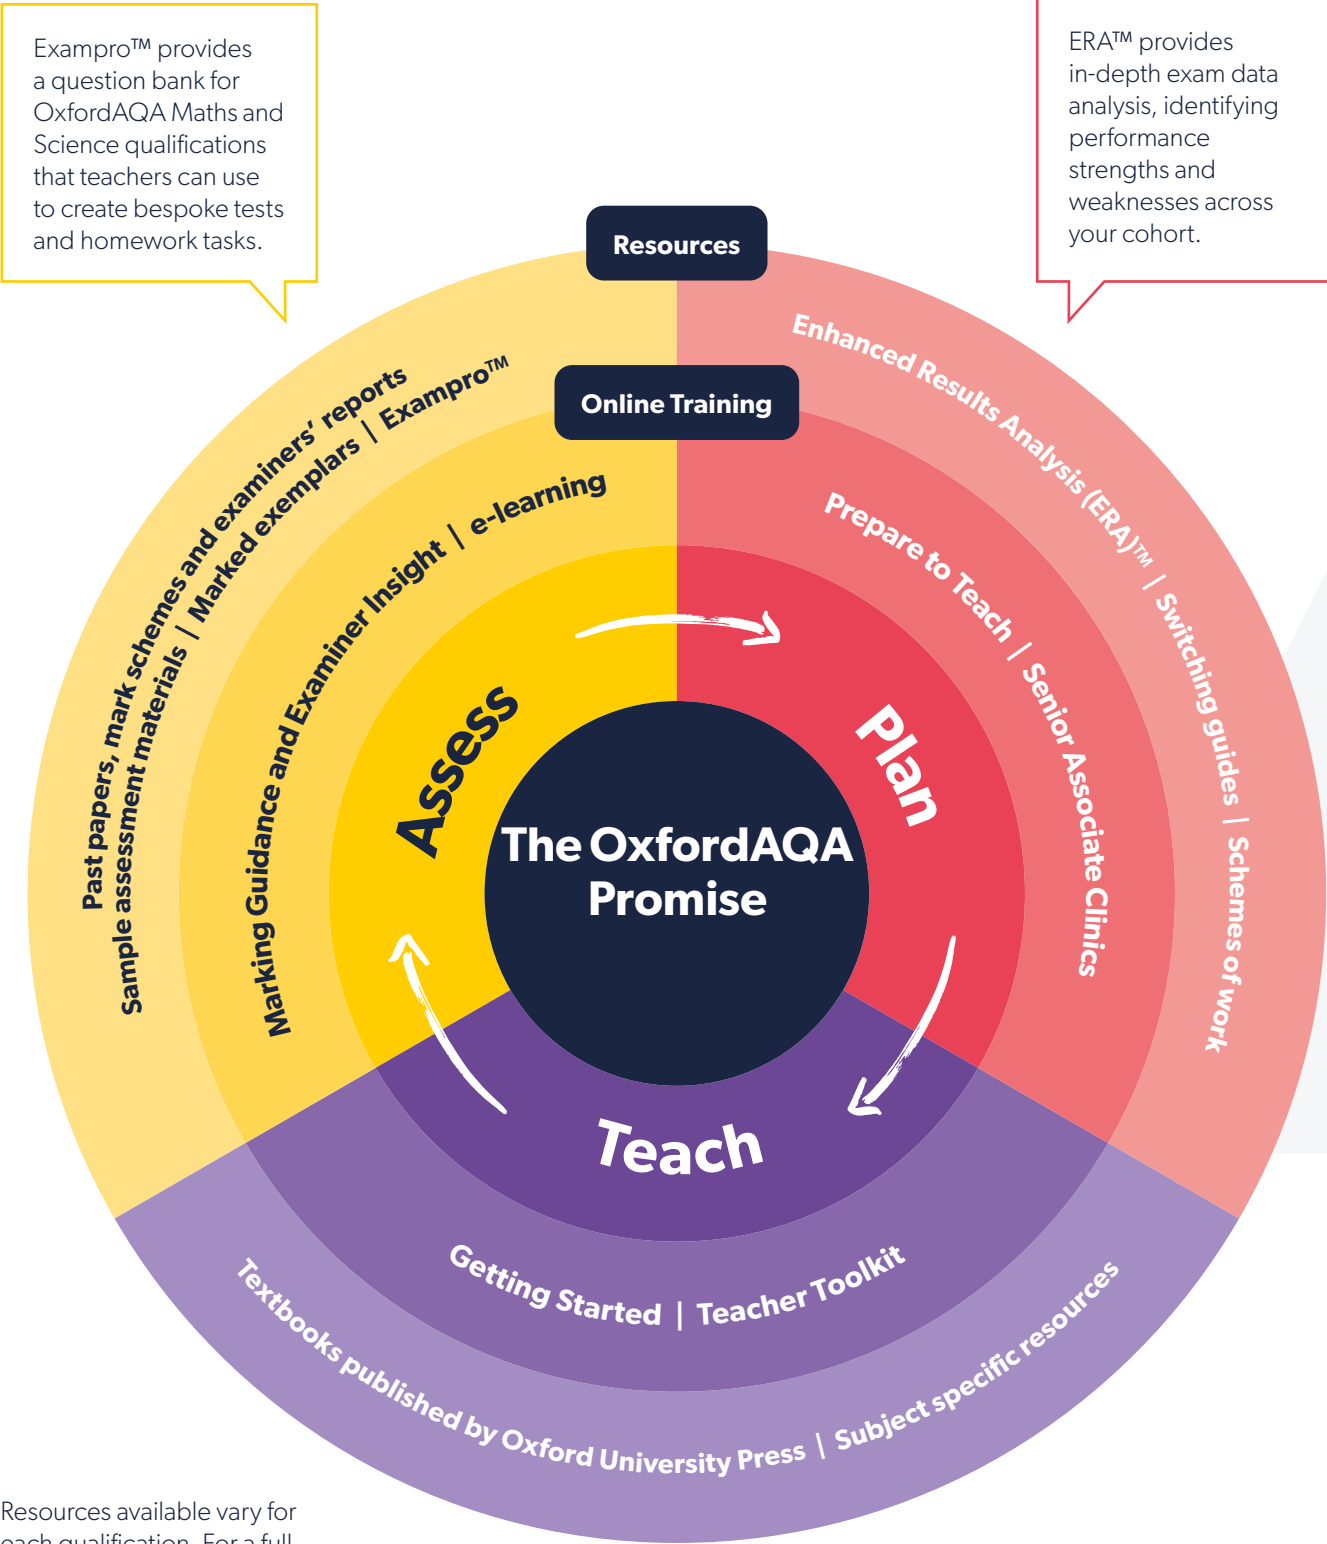 Exampro™ provides
a question bank for
OxfordAQA Maths and
Science qualifications
that teachers can use
to create bespoke tests
and homework tasks.
ERA™ provides
in-depth exam data
analysis, identifying
performance
strengths and
weaknesses across
your cohort.
Resources
Online Training
Past papers, mark schemes and examiners’ reports
Sample assessment materials | Marked exemplars | Exampro™
Marking Guidance and Examiner Insight | e-learning
Assess
Enhanced Results Analysis (ERA)™ | Switching guides | Schemes of work
Prepare to Teach | Senior Associate Clinics
Plan
The OxfordAQA
Promise
Teach
Getting Started | Teacher Toolkit
Textbooks published by Oxford University Press | Subject specific resources
Resources available vary for
each qualification. For a full